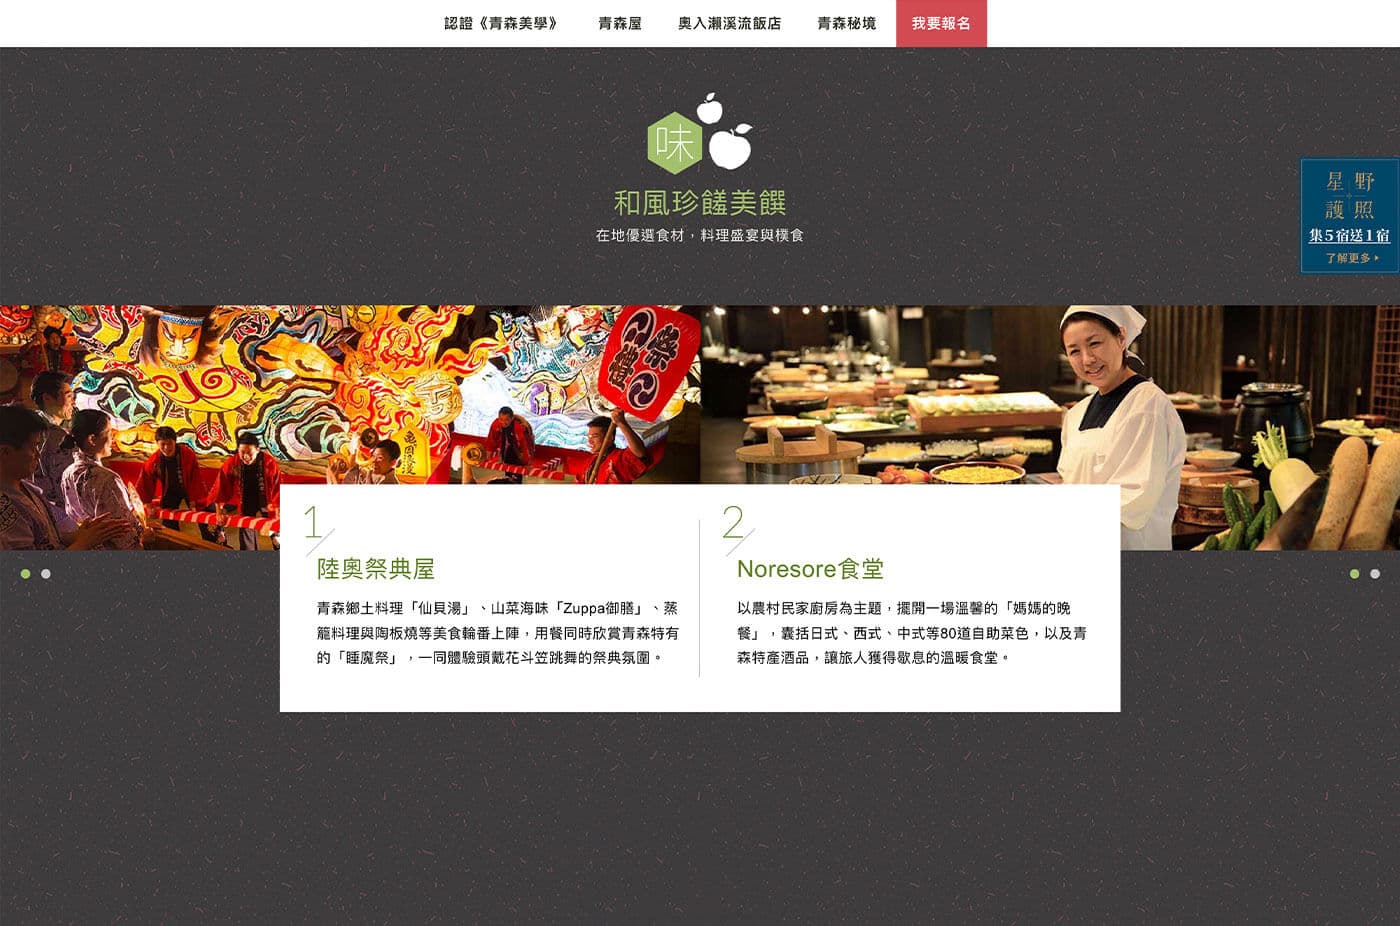 認證《青森美學》 青森屋 奧入瀨溪流飯店 青森秘境 我要報名
味
和風珍饈美饌
在地優選食材，料理盛宴與樸食
星野
護照
集5宿送1宿
了解更多
祭禮
1
陸奧祭典屋
青森鄉土料理「仙貝湯」、山菜海味「Zuppa御膳」、蒸
籠料理與陶板燒等美食輪番上陣，用餐同時欣賞青森特有
的「睡魔祭」，一同體驗頭戴花斗笠跳舞的祭典氛圍。
2
Noresore食堂
以農村民家廚房為主題，擺開一場溫馨的「媽媽的晚
餐」，囊括日式、西式、中式等80道自助菜色，以及青
森特產酒品，讓旅人獲得歇息的溫暖食堂。